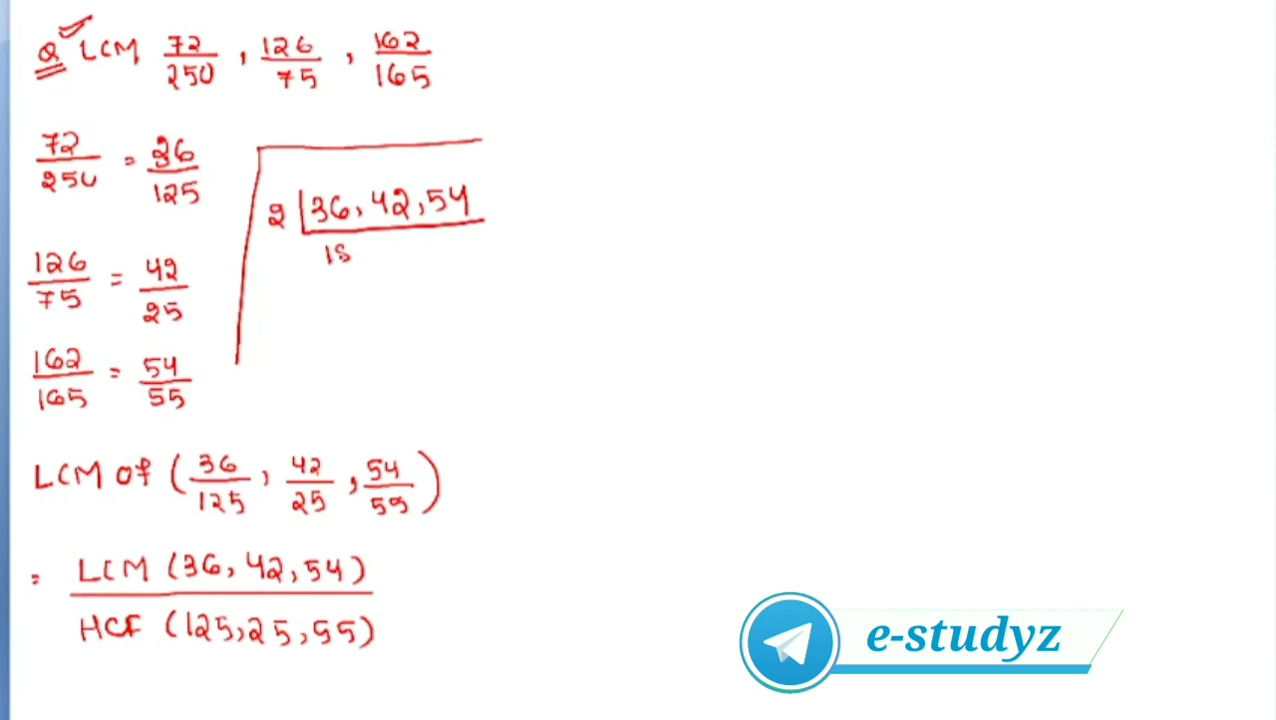 Q LCM 72/250 , 126/75 , 162/165
72/250 = 36/125
126/75 = 42/25
162/165 = 54/55
2 | 36, 42, 54
18
LCM Of ( 36/125 , 42/25 , 54/55 )
= LCM (36, 42, 54) / HCF (125, 25, 55)
e-studyz